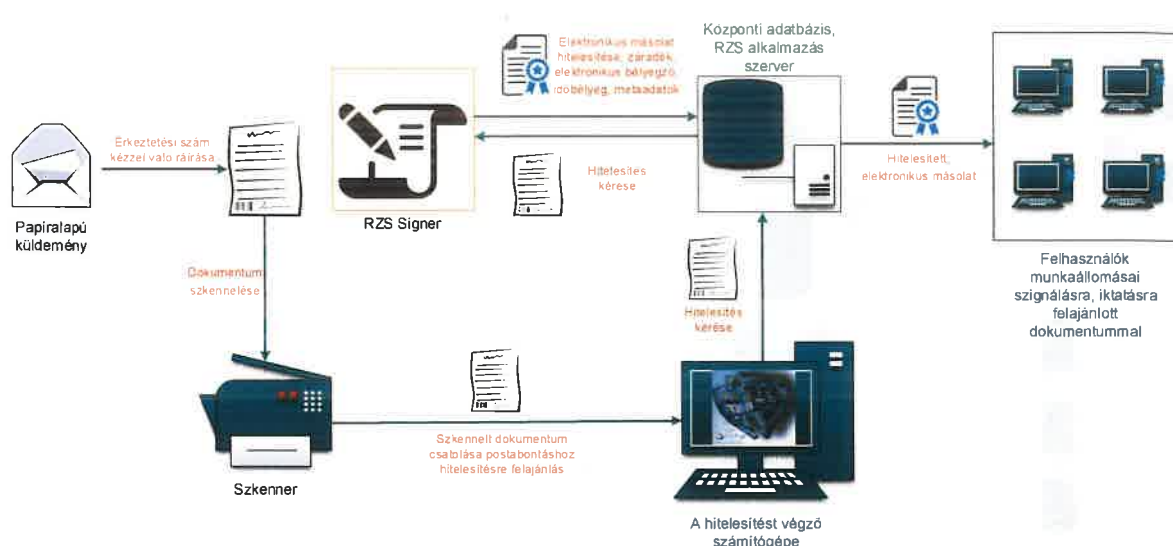 Papíralapú
küldemény
Érkeztetési szám
kézzel való ráírása
Dokumentum
szkennelése
Szkenner
Szkennelt dokumentum
csatolása postabontáshoz
hitelesítésre felajánlás
A hitelesítést végző
számítógépe
Hitelesítés
kérése
Központi adatbázis,
RZS alkalmazás
szerver
Hitelesítés
kérése
RZS Signer
Elektronikus másolat
hitelesítése, záradék,
elektronikus bélyegző,
időbélyeg, metaadatok
Hitelesített,
elektronikus másolat
Felhasználók
munkaállomásai
szignálásra, iktatásra
felajánlott
dokumentummal